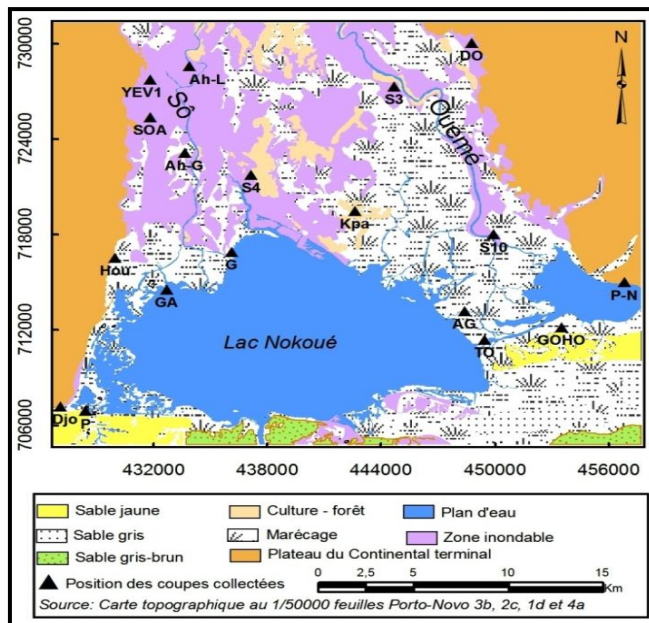 730000
724000
718000
712000
706000
N
DO
Ah-L
YEV1
S3
Sô
Ouemé
SOA
Ah-G
S4
Kpa
S10
G
Hou
GA
P-N
AG
GOHO
TO
Lac Nokoué
Djo
P
432000 438000 444000 450000 456000
Sable jaune Culture - forêt Plan d'eau
Sable gris Marécage Zone inondable
Sable gris-brun Plateau du Continental terminal
Position des coupes collectées 0 2,5 5 10 15
Km
Source: Carte topographique au 1/50000 feuilles Porto-Novo 3b, 2c, 1d et 4a